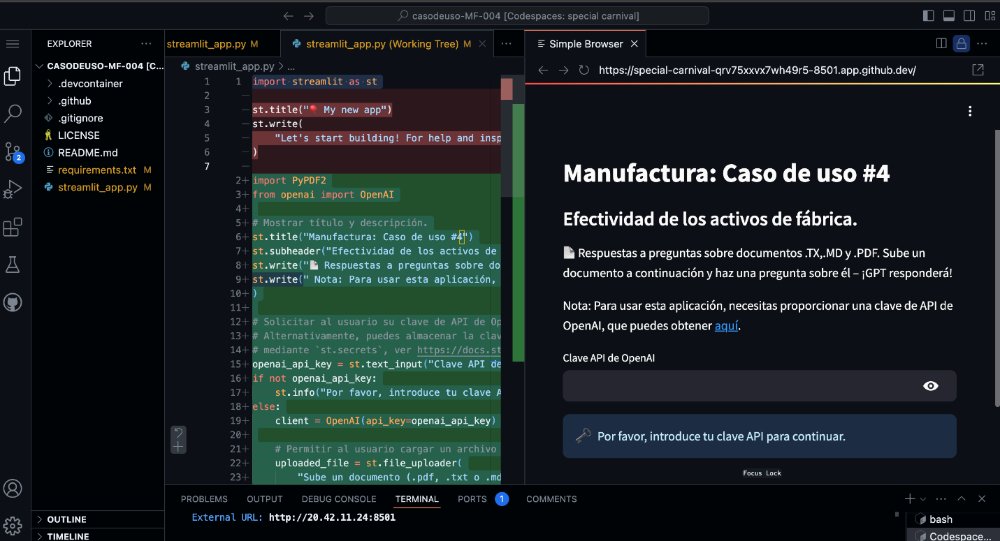 casodeuso-MF-004 [Codespaces: special carnival]
EXPLORER
CASODEUSO-MF-004 [C...
.devcontainer
.github
.gitignore
LICENSE
README.md
requirements.txt M
streamlit_app.py M
OUTLINE
TIMELINE
2
streamlit_app.py M
streamlit_app.py (Working Tree) M
streamlit_app.py > ...
1 1 import streamlit as st
2 —
3 — st.title("🎈 My new app")
4 — st.write(
5 — "Let's start building! For help and insp
6 — )
7 —
2+ import PyPDF2
3+ from openai import OpenAI
4+
5+ # Mostrar título y descripción.
6+ st.title("Manufactura: Caso de uso #4")
7+ st.subheader("Efectividad de los activos de
8+ st.write("📄 Respuestas a preguntas sobre do
9+ st.write(" Nota: Para usar esta aplicación,
10+ )
11+
12+ # Solicitar al usuario su clave de API de Op
13+ # Alternativamente, puedes almacenar la clav
14+ # mediante `st.secrets`, ver https://docs.st
15+ openai_api_key = st.text_input("Clave API de
16+ if not openai_api_key:
17+ st.info("Por favor, introduce tu clave A
18+ else:
19+ client = OpenAI(api_key=openai_api_key)
20+
21+ # Permitir al usuario cargar un archivo
22+ uploaded_file = st.file_uploader(
23+ "Sube un documento (.pdf, .txt o .md
Simple Browser
https://special-carnival-qrv75xxvx7wh49r5-8501.app.github.dev/
Manufactura: Caso de uso #4
Efectividad de los activos de fábrica.
📄 Respuestas a preguntas sobre documentos .TX,.MD y .PDF. Sube un
documento a continuación y haz una pregunta sobre él – ¡GPT responderá!
Nota: Para usar esta aplicación, necesitas proporcionar una clave de API de
OpenAI, que puedes obtener aquí.
Clave API de OpenAI
🗝️ Por favor, introduce tu clave API para continuar.
Focus Lock
PROBLEMS OUTPUT DEBUG CONSOLE TERMINAL PORTS 1 COMMENTS
External URL: http://20.42.11.24:8501
bash
Codespace...